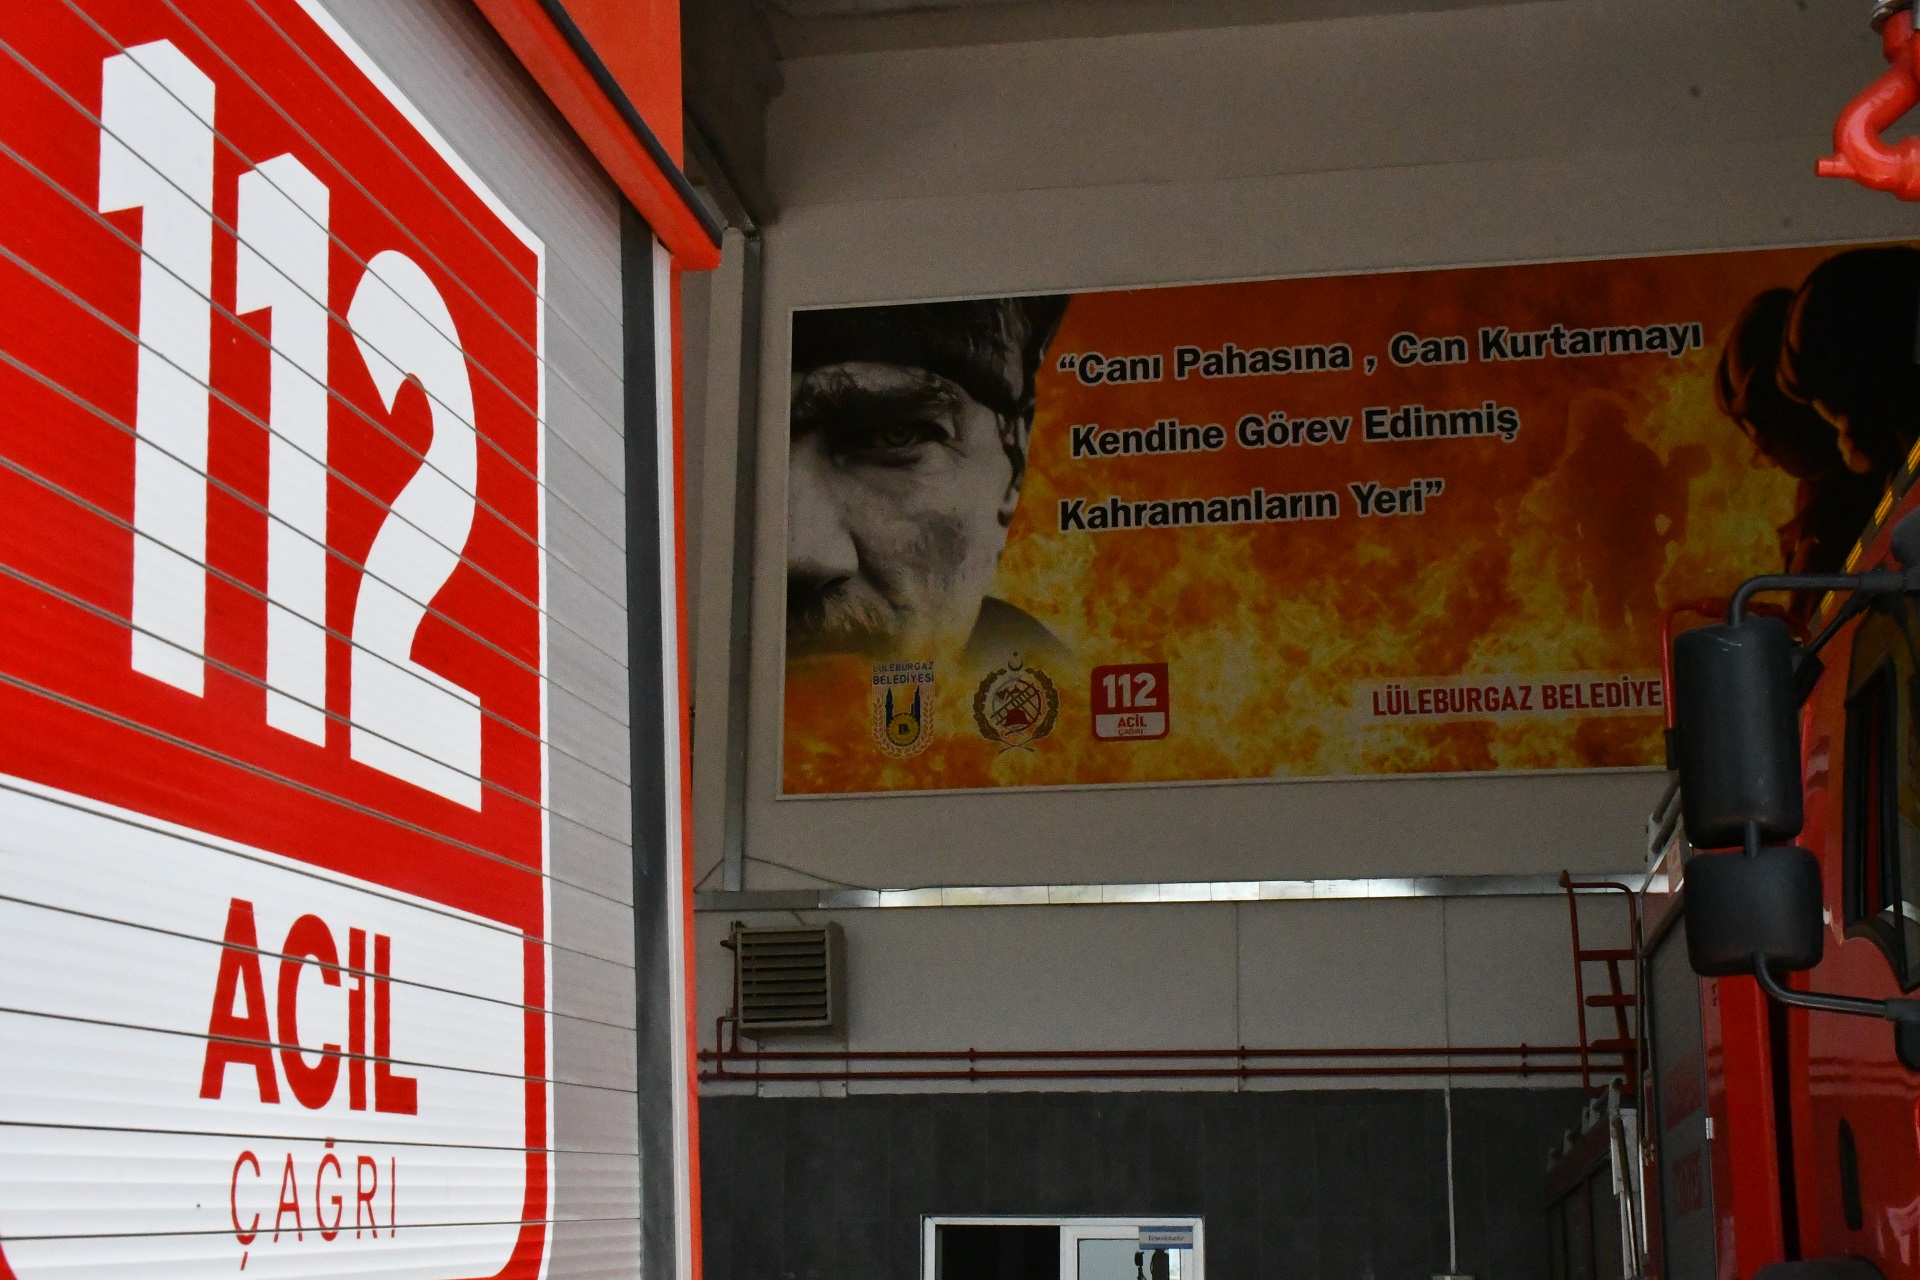 112
ACİL
ÇAĞRI
“Canı Pahasına , Can Kurtarmayı
Kendine Görev Edinmiş
Kahramanların Yeri”
LÜLEBURGAZ
BELEDİYESİ
112
ACİL
ÇAĞRI
LÜLEBURGAZ BELEDİYE